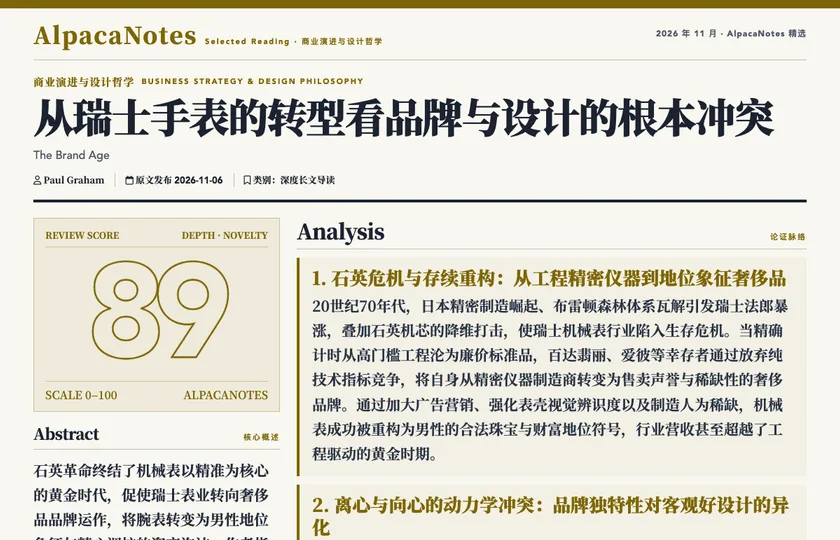 AlpacaNotes Selected Reading · 商业演进与设计哲学
2026 年 11 月 · AlpacaNotes 精选
商业演进与设计哲学 BUSINESS STRATEGY & DESIGN PHILOSOPHY
从瑞士手表的转型看品牌与设计的根本冲突
The Brand Age
Paul Graham 原文发布 2026-11-06 类别：深度长文导读
REVIEW SCORE DEPTH · NOVELTY
89
SCALE 0–100 ALPACANOTES
Abstract 核心概述
石英革命终结了机械表以精准为核心
的黄金时代，促使瑞士表业转向奢侈
品品牌运作，将腕表转变为男性地位
Analysis 论证脉络
1. 石英危机与存续重构：从工程精密仪器到地位象征奢侈品
20世纪70年代，日本精密制造崛起、布雷顿森林体系瓦解引发瑞士法郎暴
涨，叠加石英机芯的降维打击，使瑞士机械表行业陷入生存危机。当精确
计时从高门槛工程沦为廉价标准品，百达翡丽、爱彼等幸存者通过放弃纯
技术指标竞争，将自身从精密仪器制造商转变为售卖声誉与稀缺性的奢侈
品牌。通过加大广告营销、强化表壳视觉辨识度以及制造人为稀缺，机械
表成功被重构为男性的合法珠宝与财富地位符号，行业营收甚至超越了工
程驱动的黄金时期。
2. 离心与向心的动力学冲突：品牌独特性对客观好设计的异
化